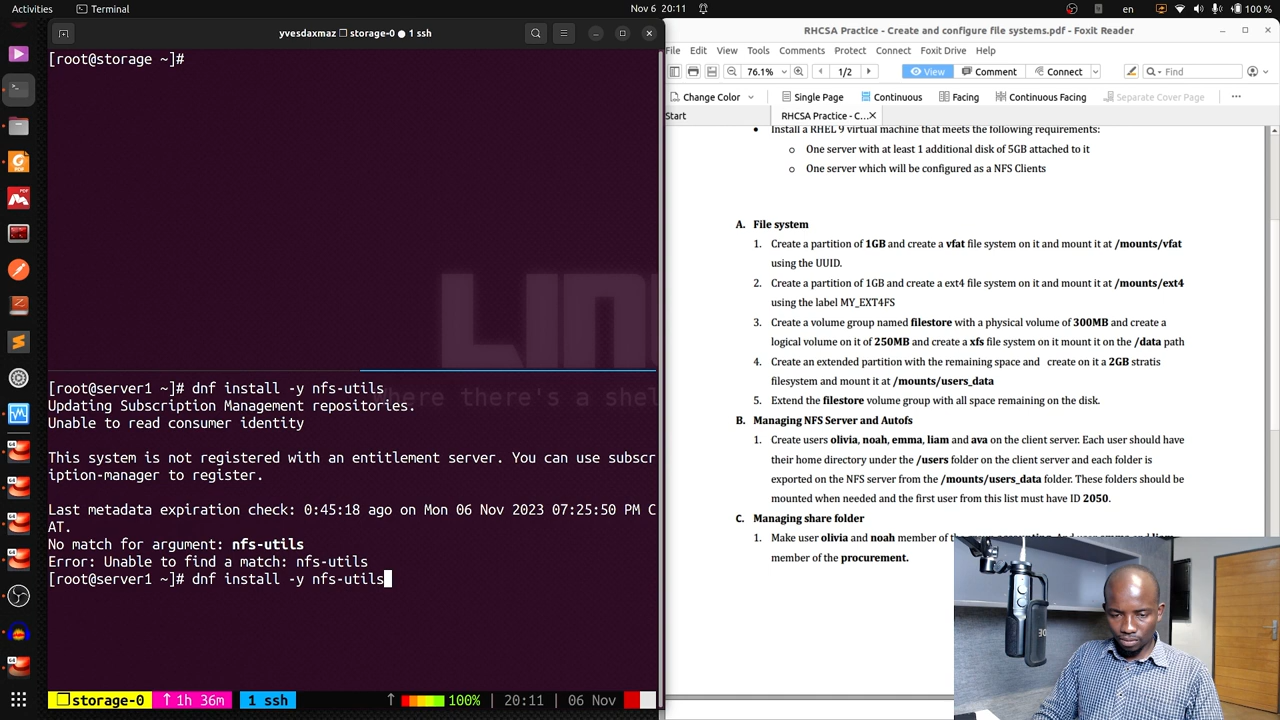 Activities
Terminal
Nov 6
100 %
yvesdaxmaz ❐ storage-0 ● 1 ssh
RHCSA Practice - Create and configure file systems.pdf - Foxit Reader
File Edit View Tools Comments Protect Connect Foxit Drive Help
76.1% 1/2 View Comment Connect Find
Change Color Single Page Continuous Facing Continuous Facing Separate Cover Page ...
Start RHCSA Practice - C...
[root@storage ~]#
LIN
where there's a shel
[root@server1 ~]# dnf install -y nfs-utils
Updating Subscription Management repositories.
Unable to read consumer identity
This system is not registered with an entitlement server. You can use subscr
iption-manager to register.
Last metadata expiration check: 0:45:18 ago on Mon 06 Nov 2023 07:25:50 PM C
AT.
No match for argument: nfs-utils
Error: Unable to find a match: nfs-utils
[root@server1 ~]# dnf install -y nfs-utils
❐ storage-0 ↑ 1h 36m 1 ssh ↑ 100% | 20:11 | 06 Nov
• Install a RHEL 9 virtual machine that meets the following requirements:
o One server with at least 1 additional disk of 5GB attached to it
o One server which will be configured as a NFS Clients
A. File system
1. Create a partition of 1GB and create a vfat file system on it and mount it at /mounts/vfat
using the UUID.
2. Create a partition of 1GB and create a ext4 file system on it and mount it at /mounts/ext4
using the label MY_EXT4FS
3. Create a volume group named filestore with a physical volume of 300MB and create a
logical volume on it of 250MB and create a xfs file system on it mount it on the /data path
4. Create an extended partition with the remaining space and create on it a 2GB stratis
filesystem and mount it at /mounts/users_data
5. Extend the filestore volume group with all space remaining on the disk.
B. Managing NFS Server and Autofs
1. Create users olivia, noah, emma, liam and ava on the client server. Each user should have
their home directory under the /users folder on the client server and each folder is
exported on the NFS server from the /mounts/users_data folder. These folders should be
mounted when needed and the first user from this list must have ID 2050.
C. Managing share folder
1. Make user olivia and noah member of the
member of the procurement.